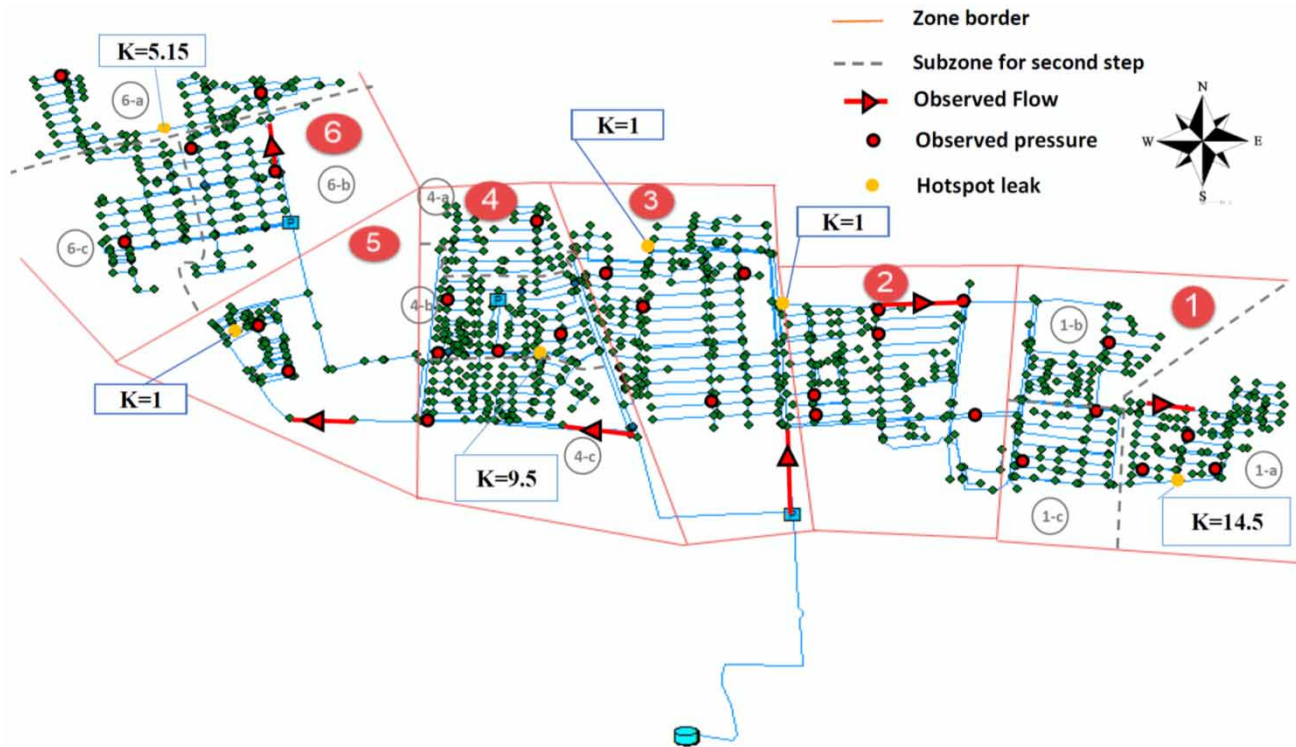 Zone border
Subzone for second step
Observed Flow
Observed pressure
Hotspot leak
N
W
E
S
K=5.15
6-a
6
6-b
6-c
5
K=1
4-a
4
4-b
K=9.5
4-c
K=1
3
K=1
2
1
1-b
1-a
1-c
K=14.5
P
P
P